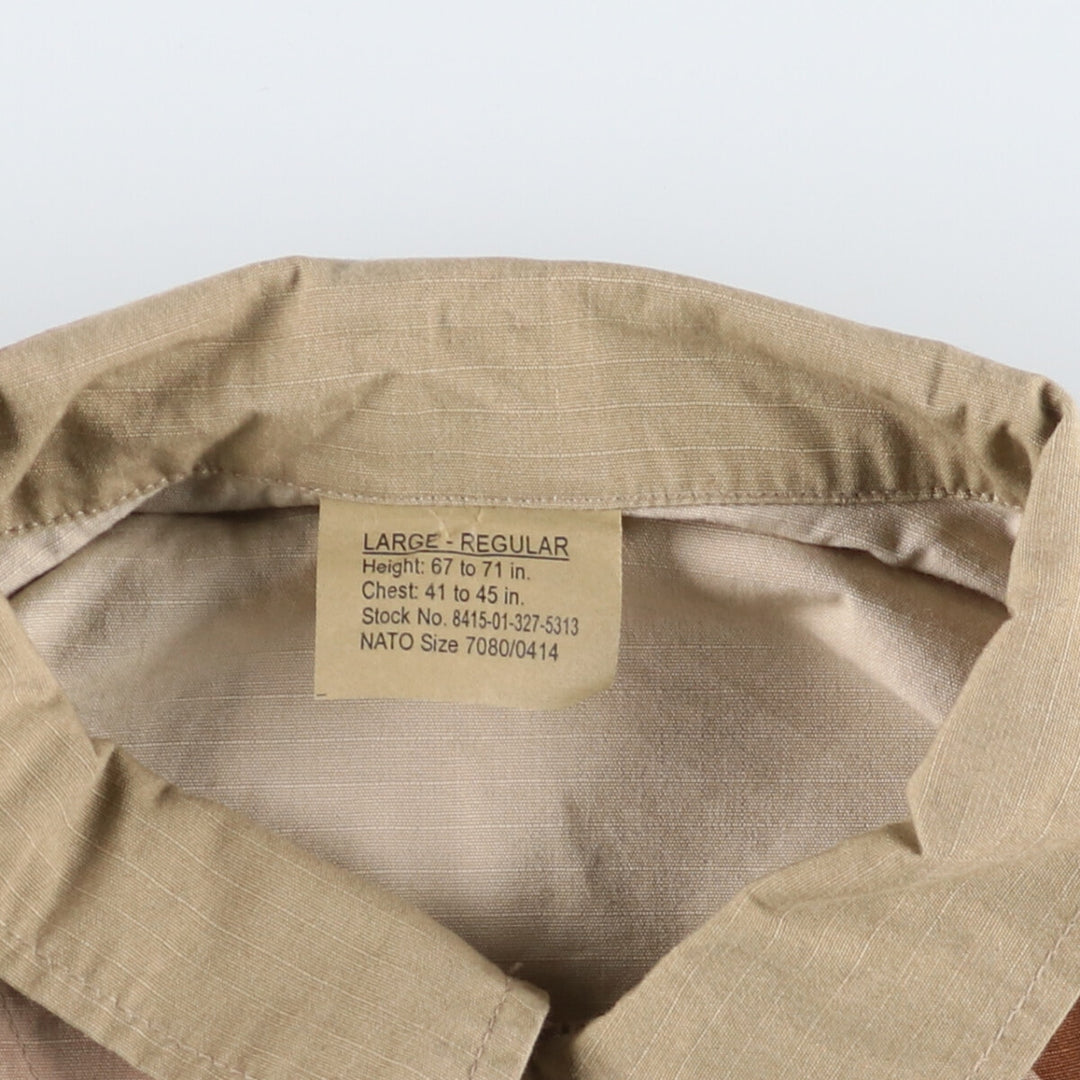 LARGE - REGULAR
Height: 67 to 71 in.
Chest: 41 to 45 in.
Stock No. 8415-01-327-5313
NATO Size 7080/0414